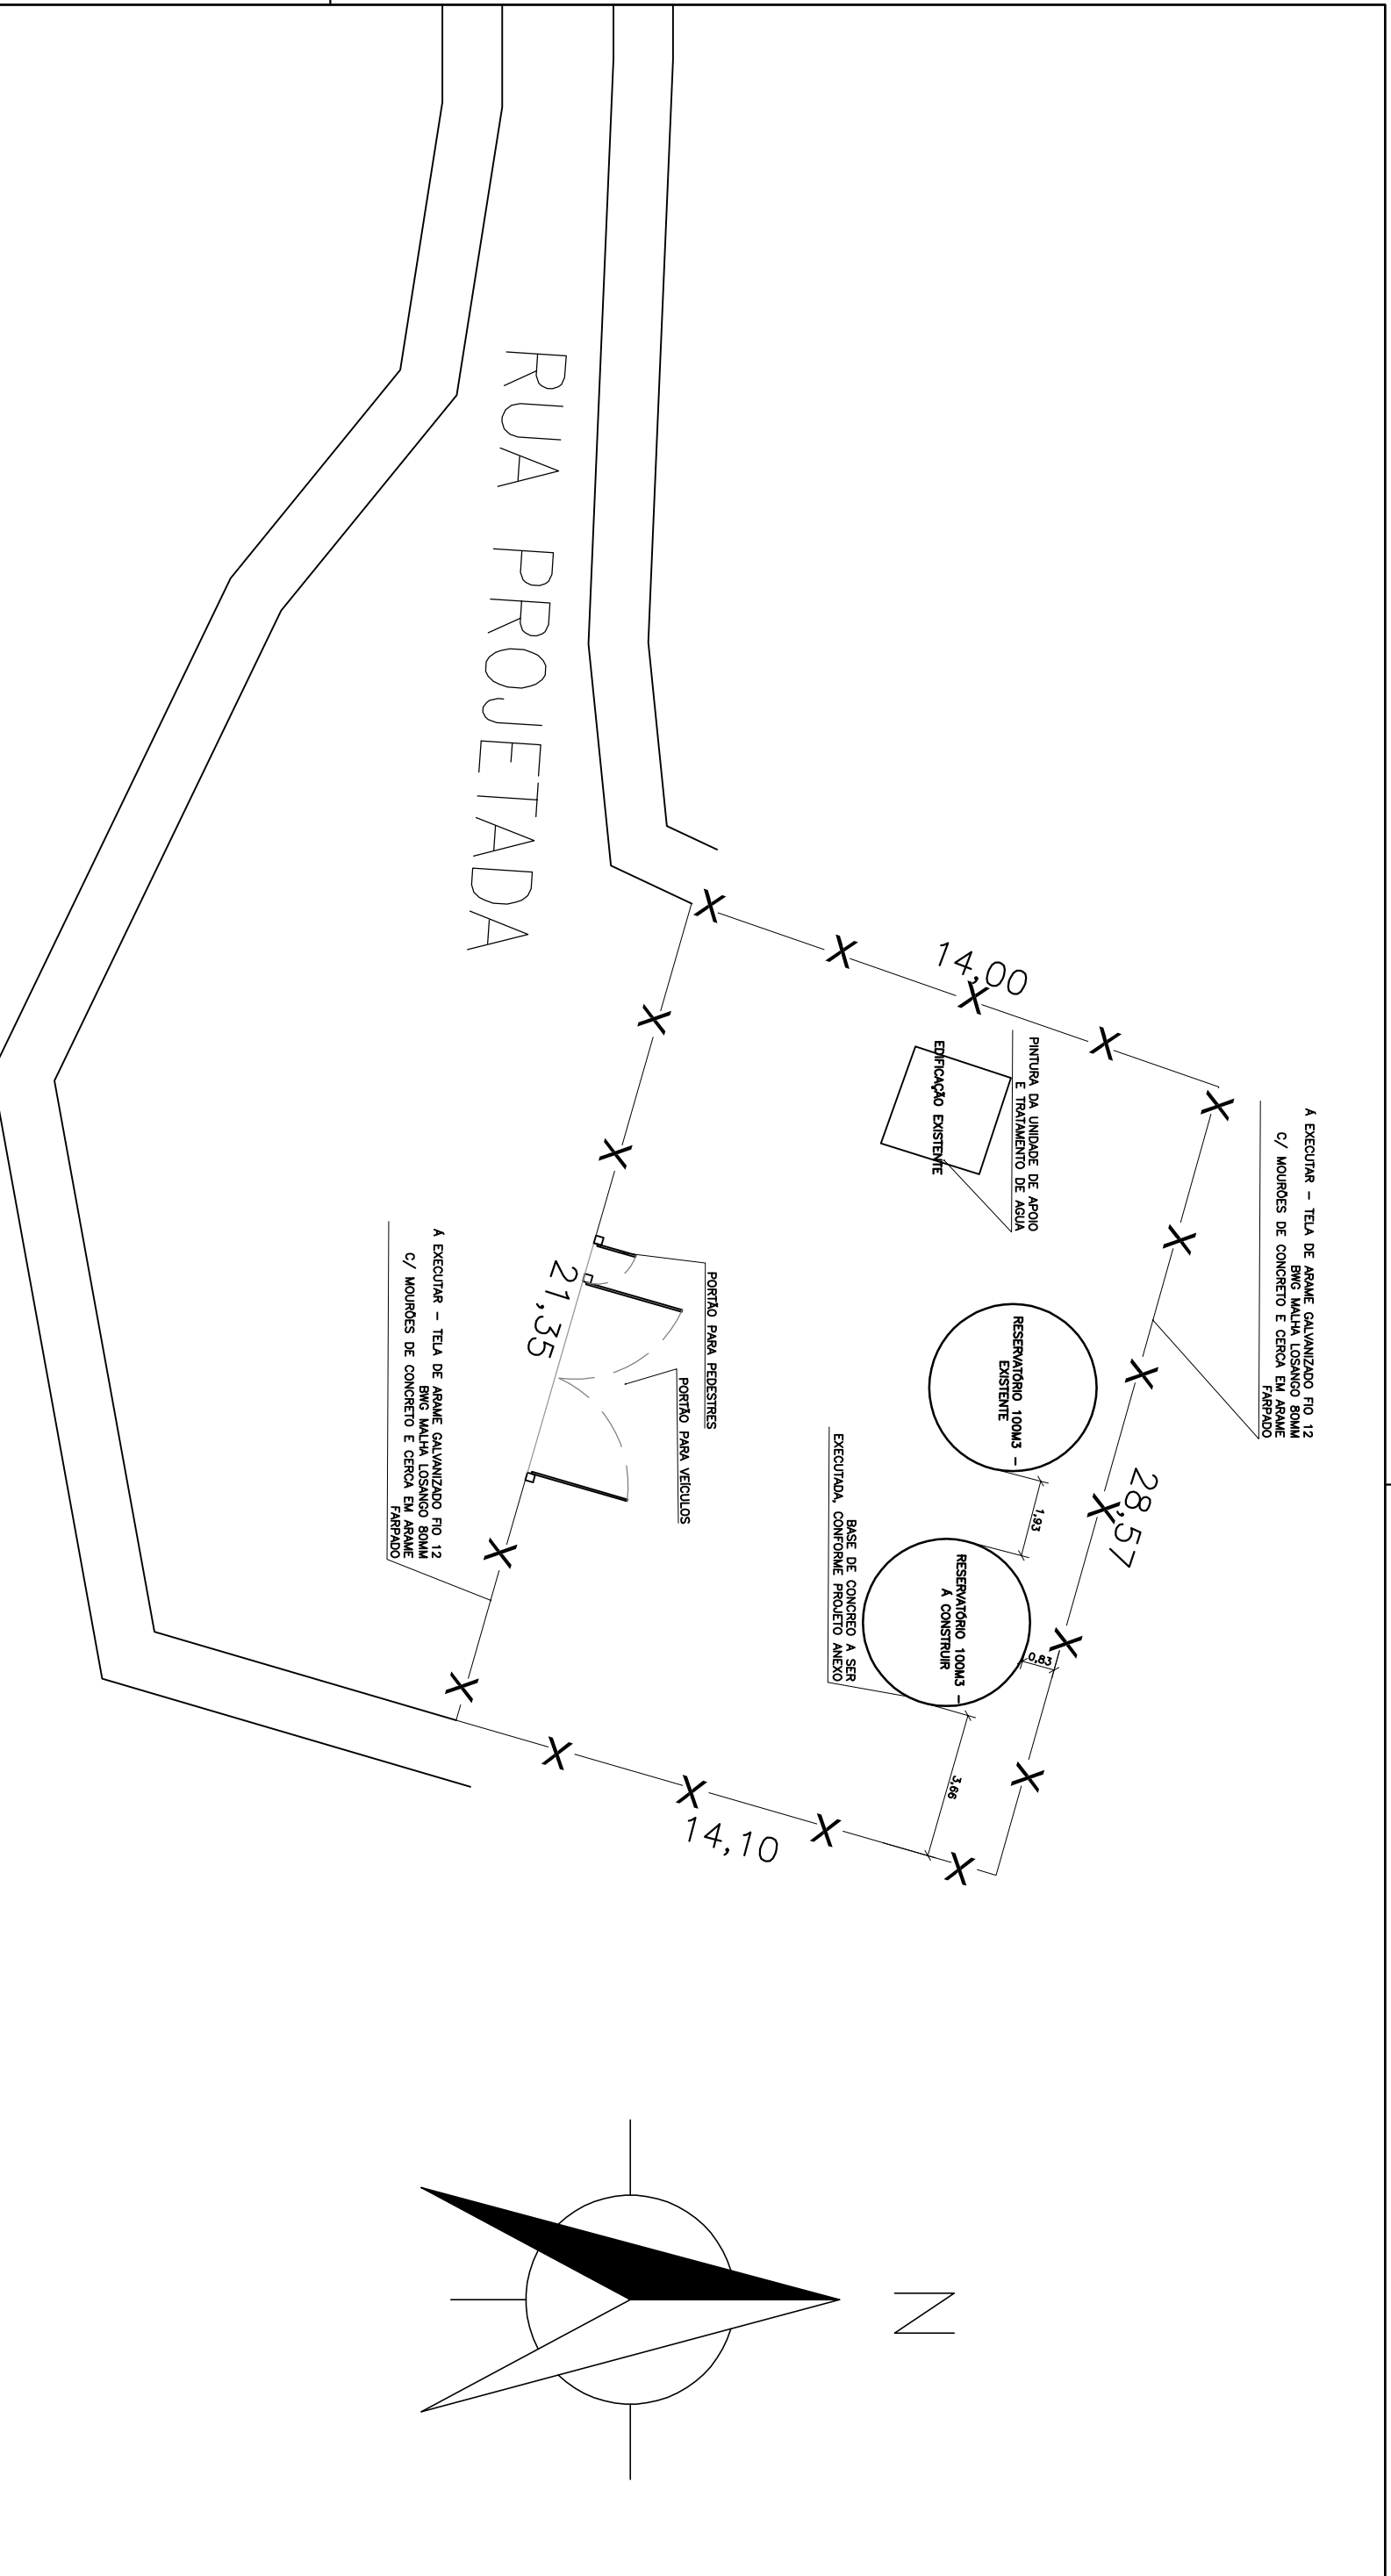 Á EXECUTAR – TELA DE ARAME GALVANIZADO FIO 12
BWG MALHA LOSANGO 80MM
C/ MOURÕES DE CONCRETO E CERCA EM ARAME
FARPADO
14,00
PINTURA DA UNIDADE DE APOIO
E TRATAMENTO DE AGUA
EDIFICAÇÃO EXISTENTE
28,57
RESERVATÓRIO 100M3 –
EXISTENTE
1,93
RESERVATÓRIO 100M3 –
Á CONSTRUIR
0,83
3,66
BASE DE CONCREO A SER
EXECUTADA, CONFORME PROJETO ANEXO
PORTÃO PARA PEDESTRES
PORTÃO PARA VEÍCULOS
21,35
14,10
RUA PROJETADA
Á EXECUTAR – TELA DE ARAME GALVANIZADO FIO 12
BWG MALHA LOSANGO 80MM
C/ MOURÕES DE CONCRETO E CERCA EM ARAME
FARPADO
N